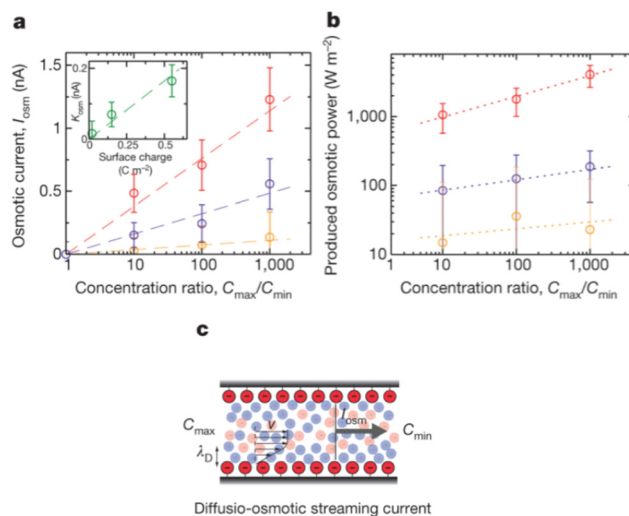 a
Osmotic current, I_osm (nA)
1.5
1.0
0.5
0
1
10
100
1,000
Concentration ratio, C_max/C_min
K_osm (nA)
0.2
0
0
0.25
0.5
Surface charge
(C m⁻²)
b
Produced osmotic power (W m⁻²)
1,000
100
10
1
10
100
1,000
Concentration ratio, C_max/C_min
c
C_max
v
I_osm
C_min
λ_D
Diffusio-osmotic streaming current